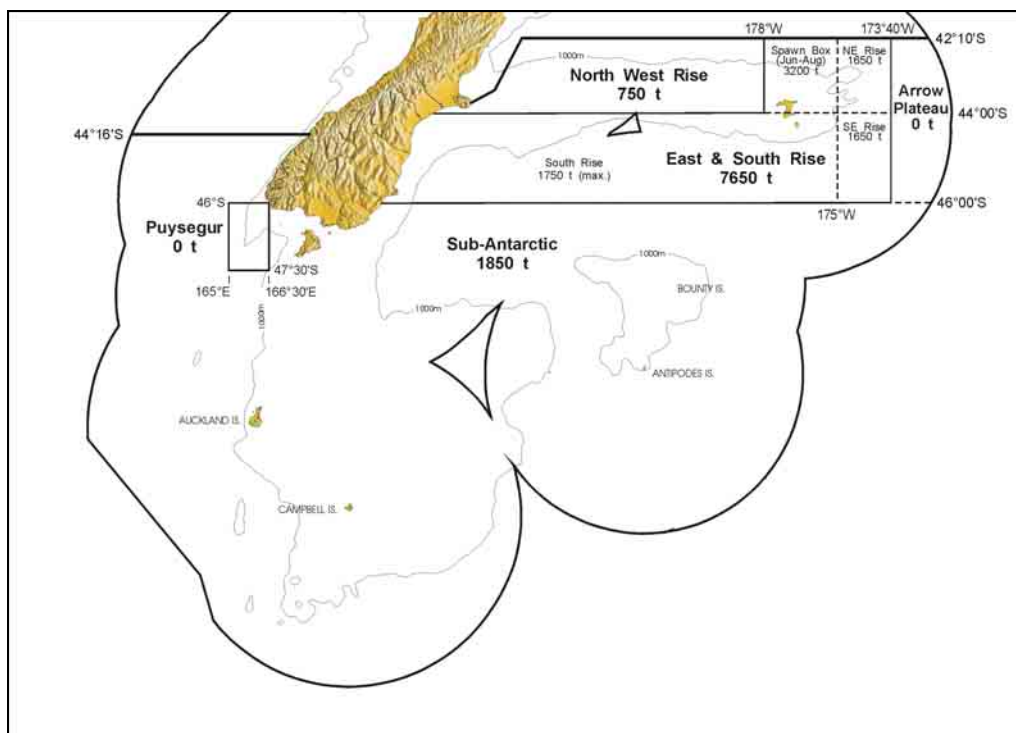 178°W
173°40'W
42°10'S
1000m
North West Rise
750 t
Spawn Box
(Jun-Aug)
3200 t
NE Rise
1650 t
Arrow
Plateau
0 t
44°00'S
44°16'S
SE Rise
1650 t
South Rise
1750 t (max.)
East & South Rise
7650 t
46°S
46°00'S
175°W
Puysegur
0 t
47°30'S
165°E
166°30'E
Sub-Antarctic
1850 t
1000m
BOUNTY IS.
1000m
1000m
ANTIPODES IS.
AUCKLAND IS.
CAMPBELL IS.